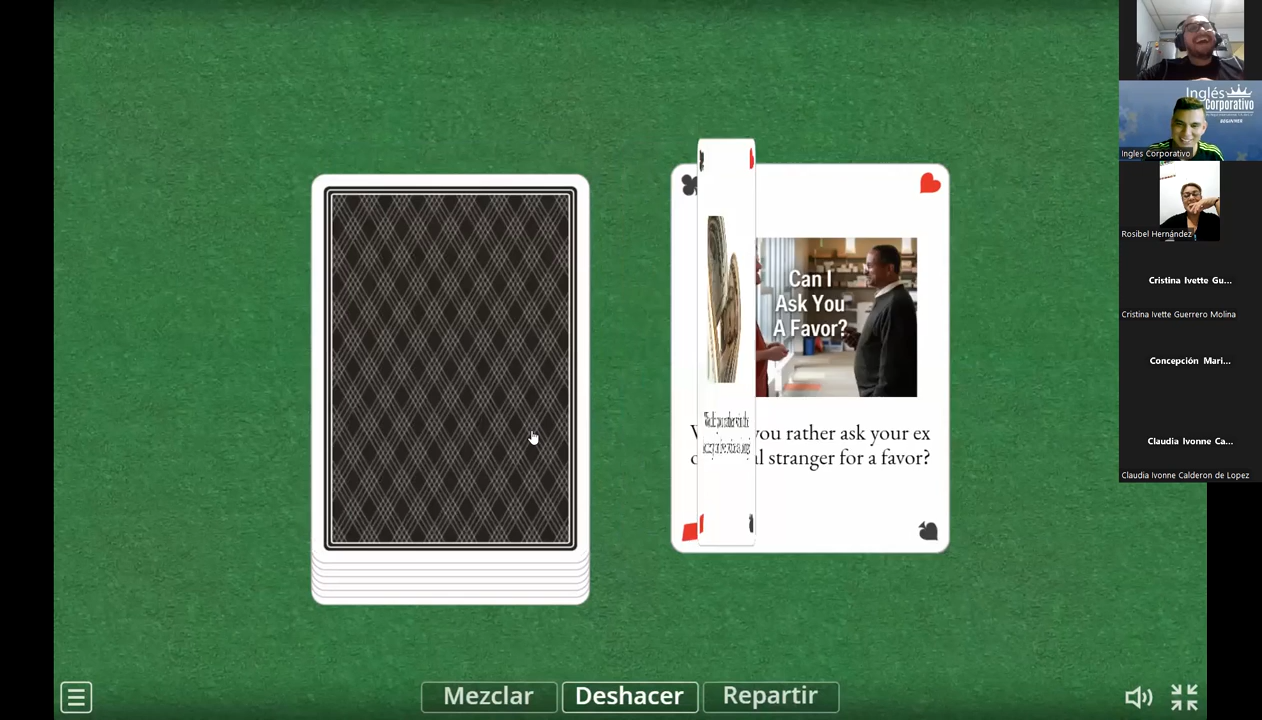 Can I
Ask You
A Favor?
you rather ask your ex
stranger for a favor?
Mezclar
Deshacer
Repartir
Inglés
Corporativo
BEGINNER
Ingles Corporativo
Rosibel Hernández
Cristina Ivette Gu...
Cristina Ivette Guerrero Molina
Concepción Mari...
Claudia Ivonne Ca...
Claudia Ivonne Calderon de Lopez